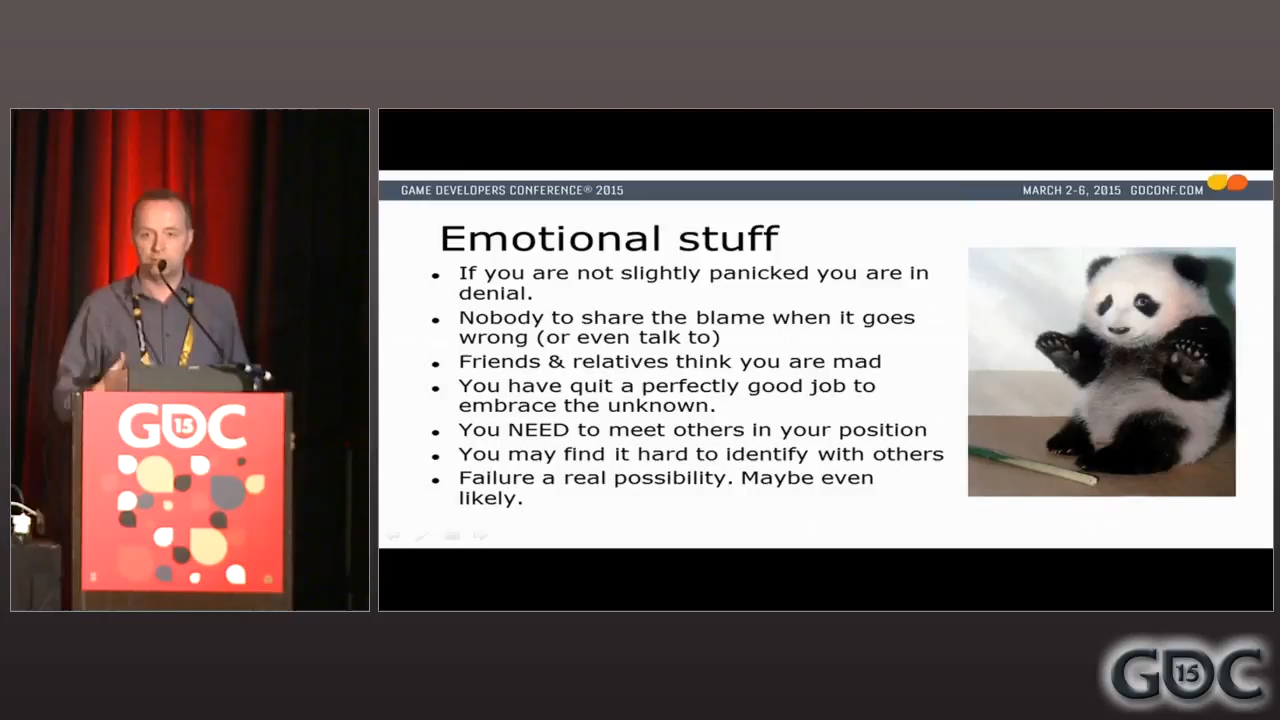 GAME DEVELOPERS CONFERENCE® 2015
MARCH 2-6, 2015 GDCONF.COM
Emotional stuff
• If you are not slightly panicked you are in
denial.
• Nobody to share the blame when it goes
wrong (or even talk to)
• Friends & relatives think you are mad
• You have quit a perfectly good job to
embrace the unknown.
• You NEED to meet others in your position
• You may find it hard to identify with others
• Failure a real possibility. Maybe even
likely.
GDC
15
GDC
15